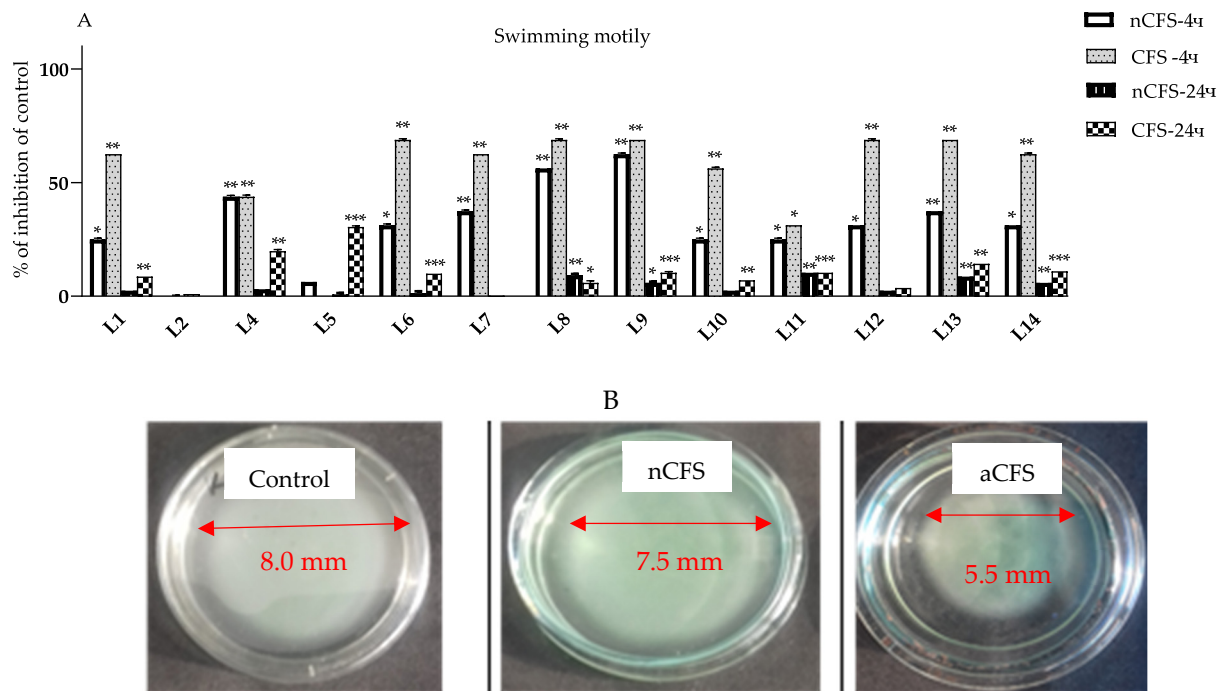 A
Swimming motily
nCFS-4ч
CFS -4ч
nCFS-24ч
CFS-24ч
% of inhibition of control
100
50
0
* ** **
** ** **
***
* ** ***
** **
** ** ** *
** ** * ***
* ** **
* * ** ***
* **
** ** ** **
* ** ** ***
L1 L2 L4 L5 L6 L7 L8 L9 L10 L11 L12 L13 L14
B
Control nCFS aCFS
8.0 mm 7.5 mm 5.5 mm